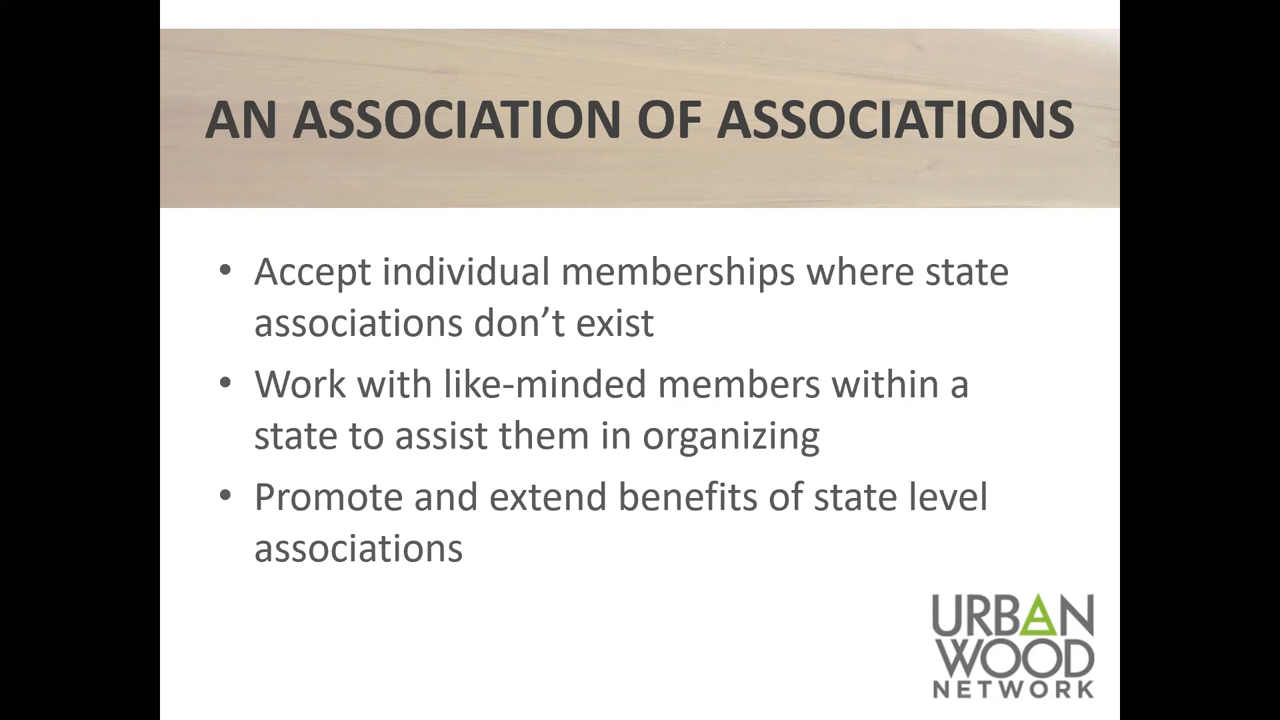 AN ASSOCIATION OF ASSOCIATIONS
• Accept individual memberships where state
associations don’t exist
• Work with like-minded members within a
state to assist them in organizing
• Promote and extend benefits of state level
associations
URBAN
WOOD
NETWORK